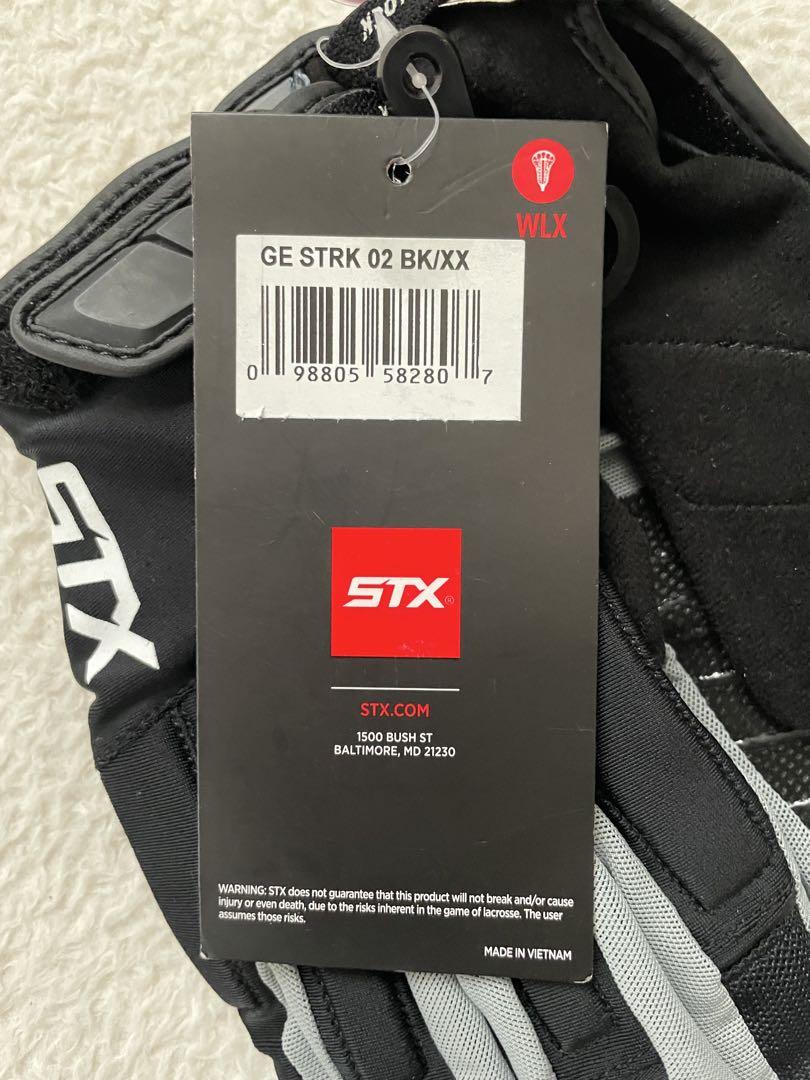 WLX
GE STRK 02 BK/XX
0 98805 58280 7
STX
STX®
STX.COM
1500 BUSH ST
BALTIMORE, MD 21230
WARNING: STX does not guarantee that this product will not break and/or cause
injury or even death, due to the risks inherent in the game of lacrosse. The user
assumes those risks.
MADE IN VIETNAM